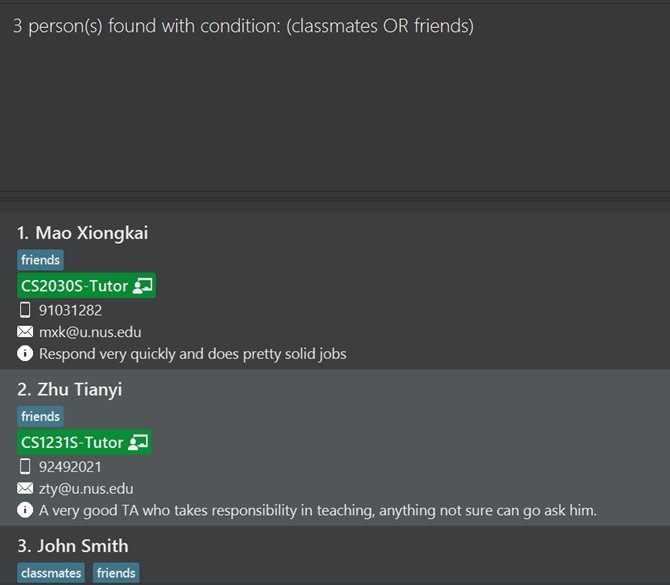 3 person(s) found with condition: (classmates OR friends)
1. Mao Xiongkai
friends
CS2030S-Tutor
91031282
mxk@u.nus.edu
Respond very quickly and does pretty solid jobs
2. Zhu Tianyi
friends
CS1231S-Tutor
92492021
zty@u.nus.edu
A very good TA who takes responsibility in teaching, anything not sure can go ask him.
3. John Smith
classmates friends